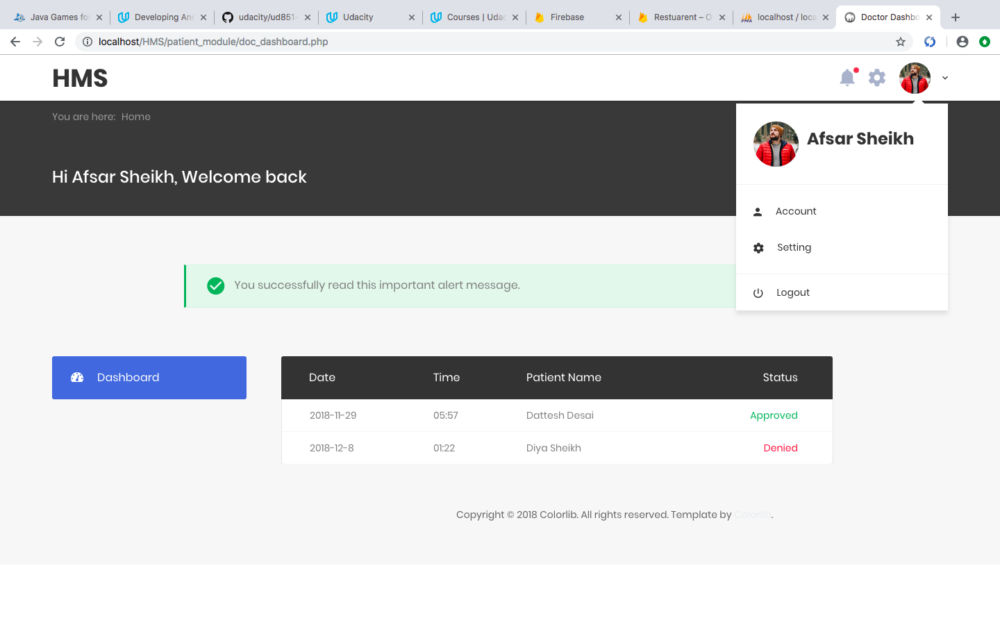 Java Games for
Developing And
udacity/ud851-
Udacity
Courses | Udac
Firebase
Restuarent – O
localhost / loca
Doctor Dashbo
localhost/HMS/patient_module/doc_dashboard.php
HMS
You are here: Home
Afsar Sheikh
Hi Afsar Sheikh, Welcome back
Account
Setting
You successfully read this important alert message.
Logout
Dashboard
Date Time Patient Name Status
2018-11-29 05:57 Dattesh Desai Approved
2018-12-8 01:22 Diya Sheikh Denied
Copyright © 2018 Colorlib. All rights reserved. Template by Colorlib.